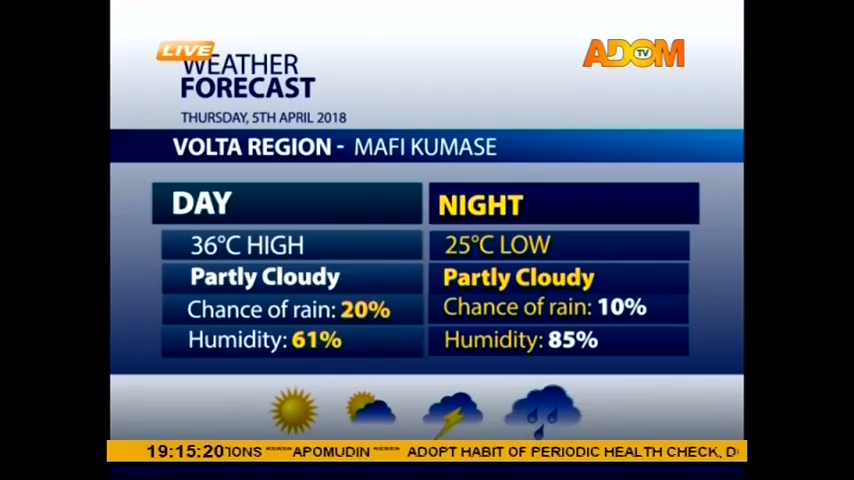 LIVE
ADOM TV
WEATHER
FORECAST
THURSDAY, 5TH APRIL 2018
VOLTA REGION - MAFI KUMASE
DAY
36°C HIGH
Partly Cloudy
Chance of rain: 20%
Humidity: 61%
NIGHT
25°C LOW
Partly Cloudy
Chance of rain: 10%
Humidity: 85%
19:15:20 IONS APOMUDIN ADOPT HABIT OF PERIODIC HEALTH CHECK, D